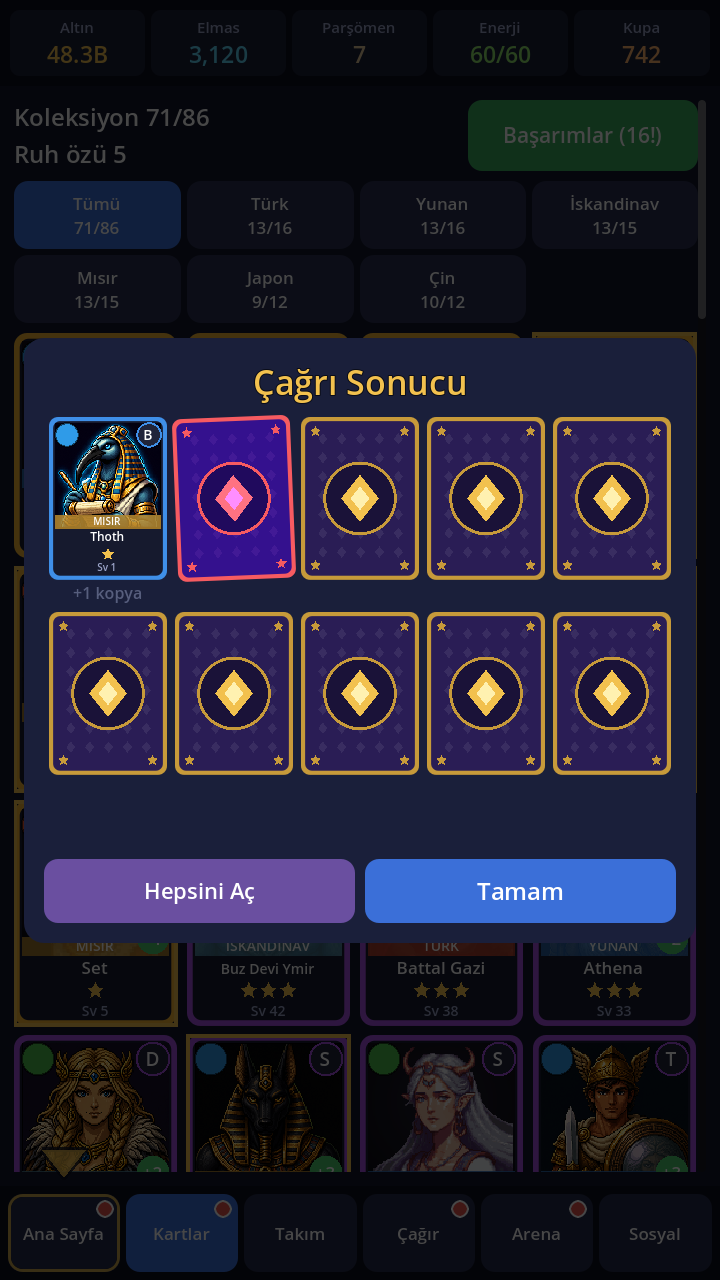 Altın
48.3B
Elmas
3,120
Parşömen
7
Enerji
60/60
Kupa
742
Koleksiyon 71/86
Ruh özü 5
Başarımlar (16!)
Tümü
71/86
Türk
13/16
Yunan
13/16
İskandinav
13/15
Mısır
13/15
Japon
9/12
Çin
10/12
Çağrı Sonucu
B
MISIR
Thoth
Sv 1
+1 kopya
Hepsini Aç
Tamam
MISIR
Set
Sv 5
İSKANDİNAV
Buz Devi Ymir
Sv 42
TÜRK
Battal Gazi
Sv 38
YUNAN
Athena
Sv 33
D
S
S
T
Ana Sayfa
Kartlar
Takım
Çağır
Arena
Sosyal